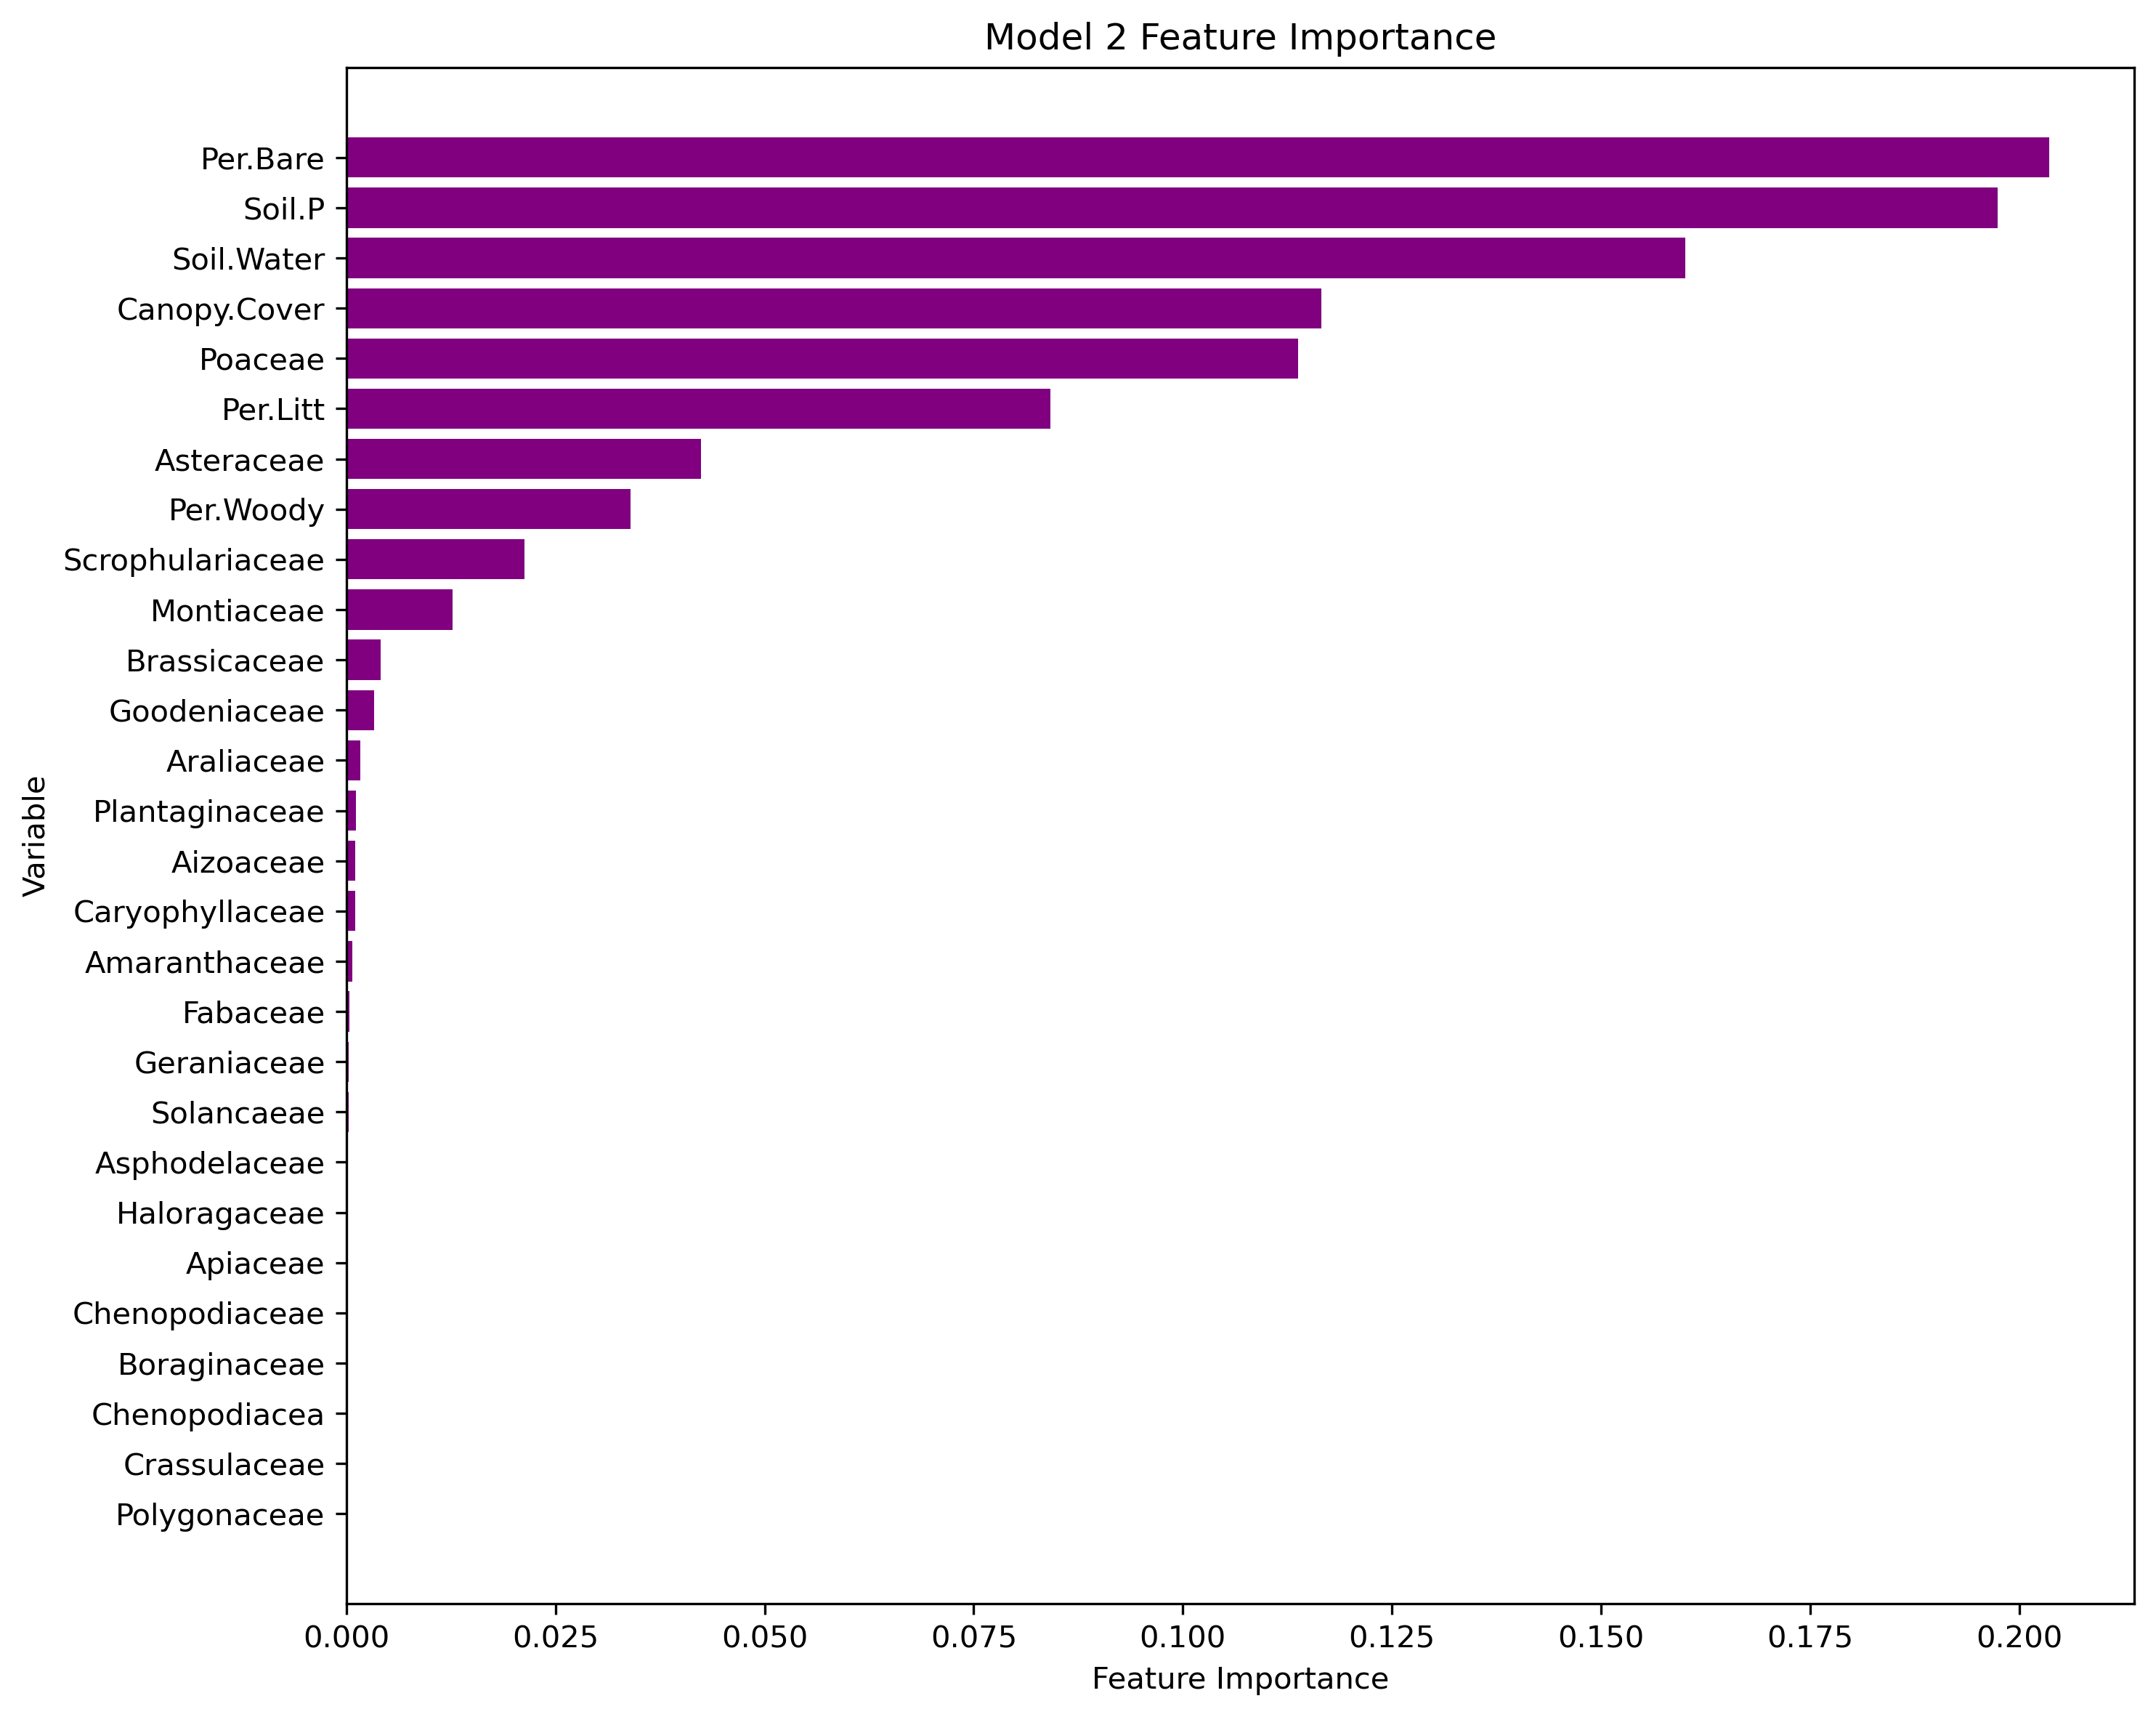 Model 2 Feature Importance
Per.Bare
Soil.P
Soil.Water
Canopy.Cover
Poaceae
Per.Litt
Asteraceae
Per.Woody
Scrophulariaceae
Montiaceae
Brassicaceae
Goodeniaceae
Araliaceae
Plantaginaceae
Aizoaceae
Caryophyllaceae
Amaranthaceae
Fabaceae
Geraniaceae
Solancaeae
Asphodelaceae
Haloragaceae
Apiaceae
Chenopodiaceae
Boraginaceae
Chenopodiacea
Crassulaceae
Polygonaceae
Variable
0.000 0.025 0.050 0.075 0.100 0.125 0.150 0.175 0.200
Feature Importance